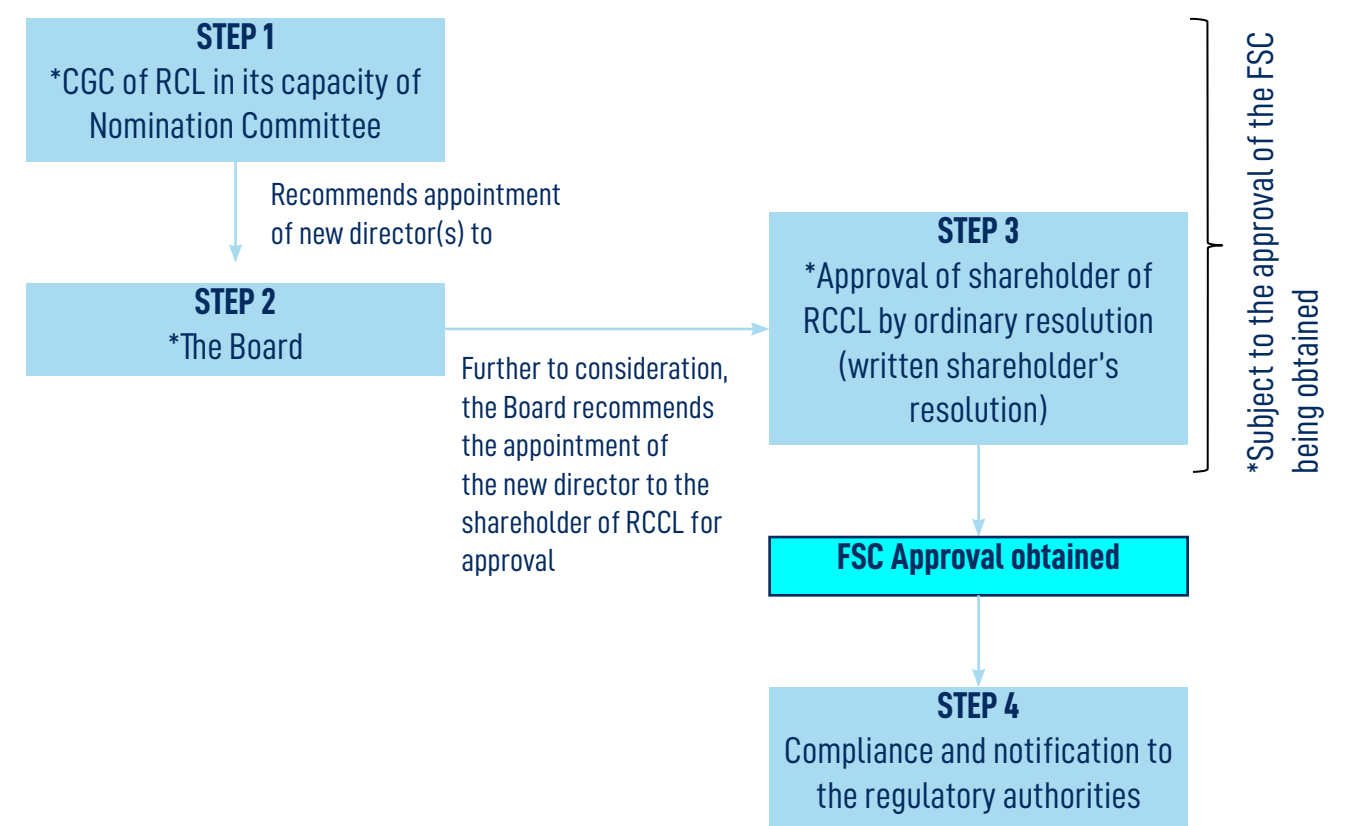 STEP 1
*CGC of RCL in its capacity of
Nomination Committee
Recommends appointment
of new director(s) to
STEP 2
*The Board
Further to consideration,
the Board recommends
the appointment of
the new director to the
shareholder of RCCL for
approval
STEP 3
*Approval of shareholder of
RCCL by ordinary resolution
(written shareholder's
resolution)
*Subject to the approval of the FSC
being obtained
FSC Approval obtained
STEP 4
Compliance and notification to
the regulatory authorities